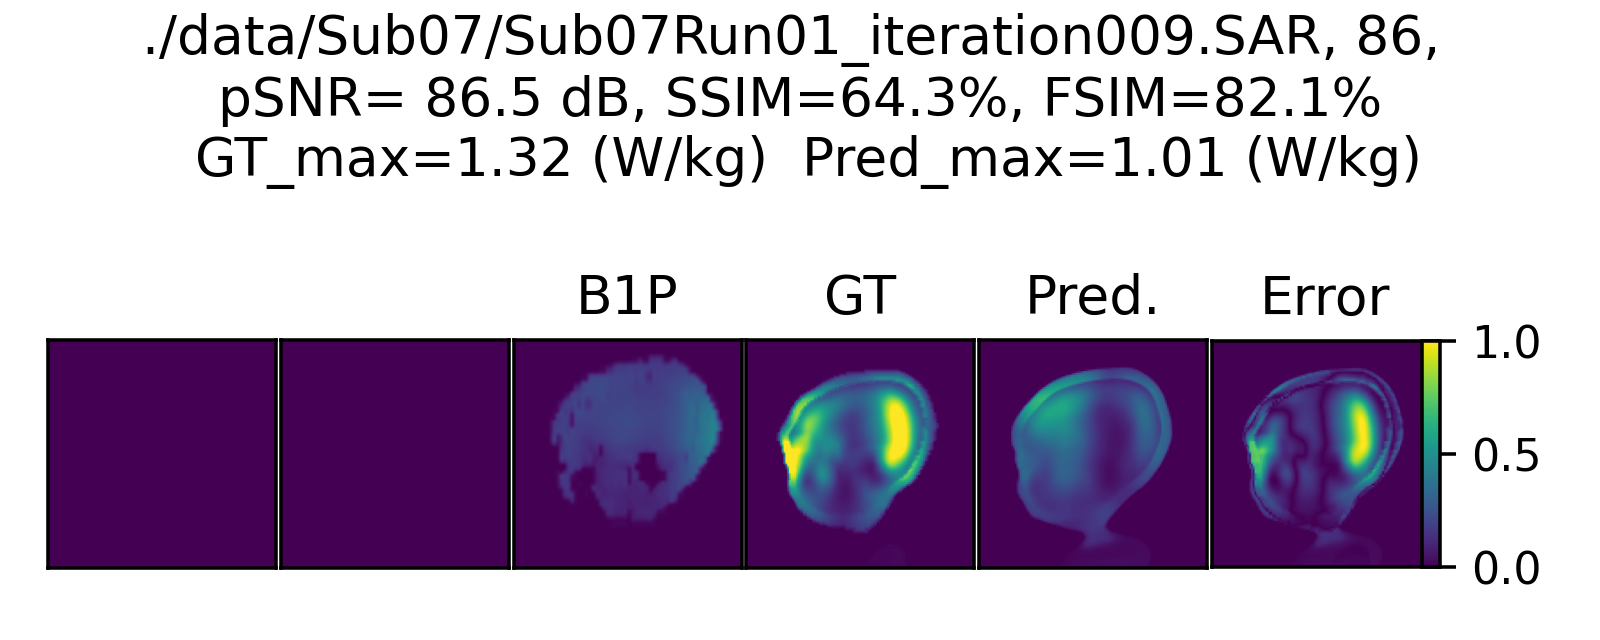 ./data/Sub07/Sub07Run01_iteration009.SAR, 86,
pSNR= 86.5 dB, SSIM=64.3%, FSIM=82.1%
GT_max=1.32 (W/kg)  Pred_max=1.01 (W/kg)
B1P GT Pred. Error
1.0
0.5
0.0